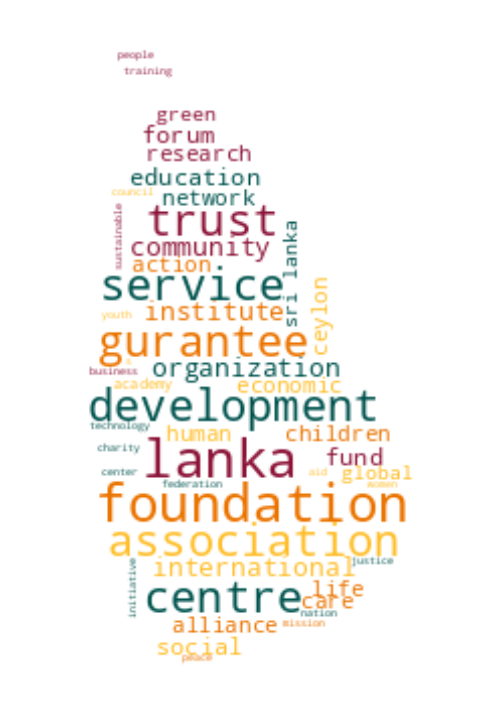 people
training
green
forum
research
education
council
network
sustainable
trust
sri lanka
community
action
service
ceylon
institute
youth
gurantee
s
organization
business
academy
economic
development
technology
human
children
charity
lanka
fund
center
aid
global
federation
women
foundation
association
justice
international
initiative
life
centre
care
nation
alliance
mission
social
peace